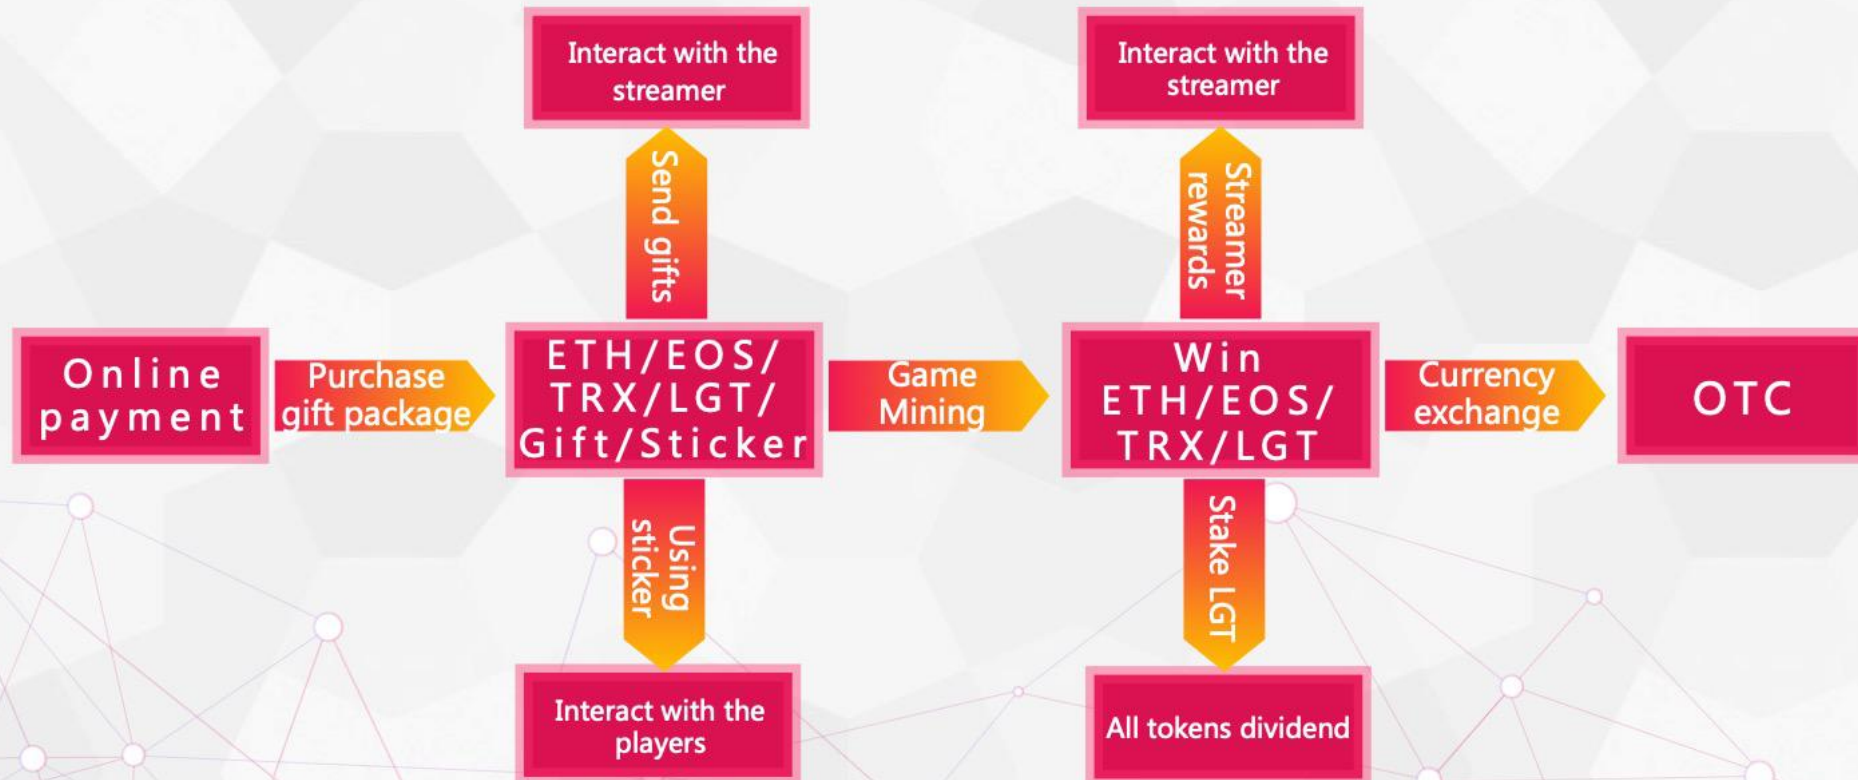 Interact with the
streamer
Interact with the
streamer
Send gifts
Streamer
rewards
Online
payment
Purchase
gift package
ETH/EOS/
TRX/LGT/
Gift/Sticker
Game
Mining
Win
ETH/EOS/
TRX/LGT
Currency
exchange
OTC
Using
sticker
Stake LGT
Interact with the
players
All tokens dividend